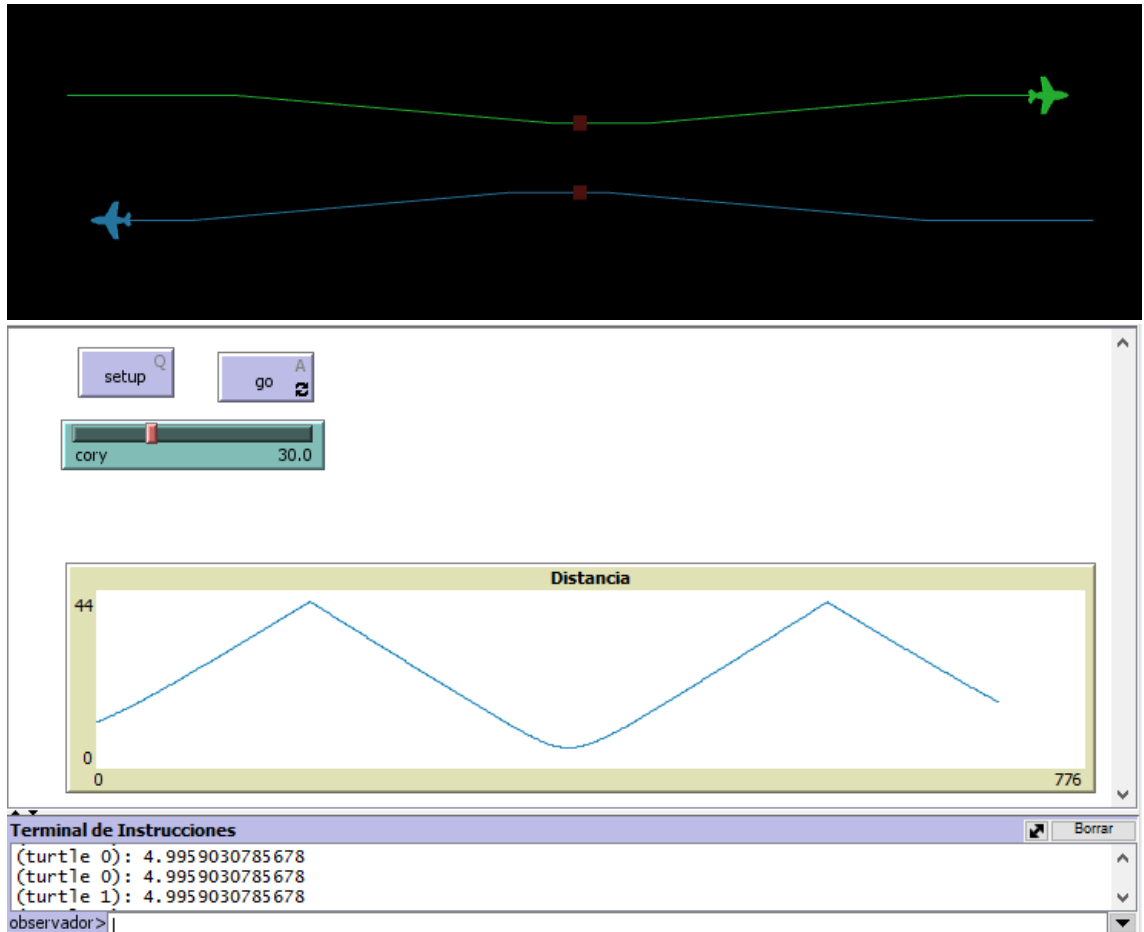 Q
setup
A
go
cory 30.0
Distancia
44
0
0 776
Terminal de Instrucciones Borrar
(turtle 0): 4.9959030785678
(turtle 0): 4.9959030785678
(turtle 1): 4.9959030785678
observador>